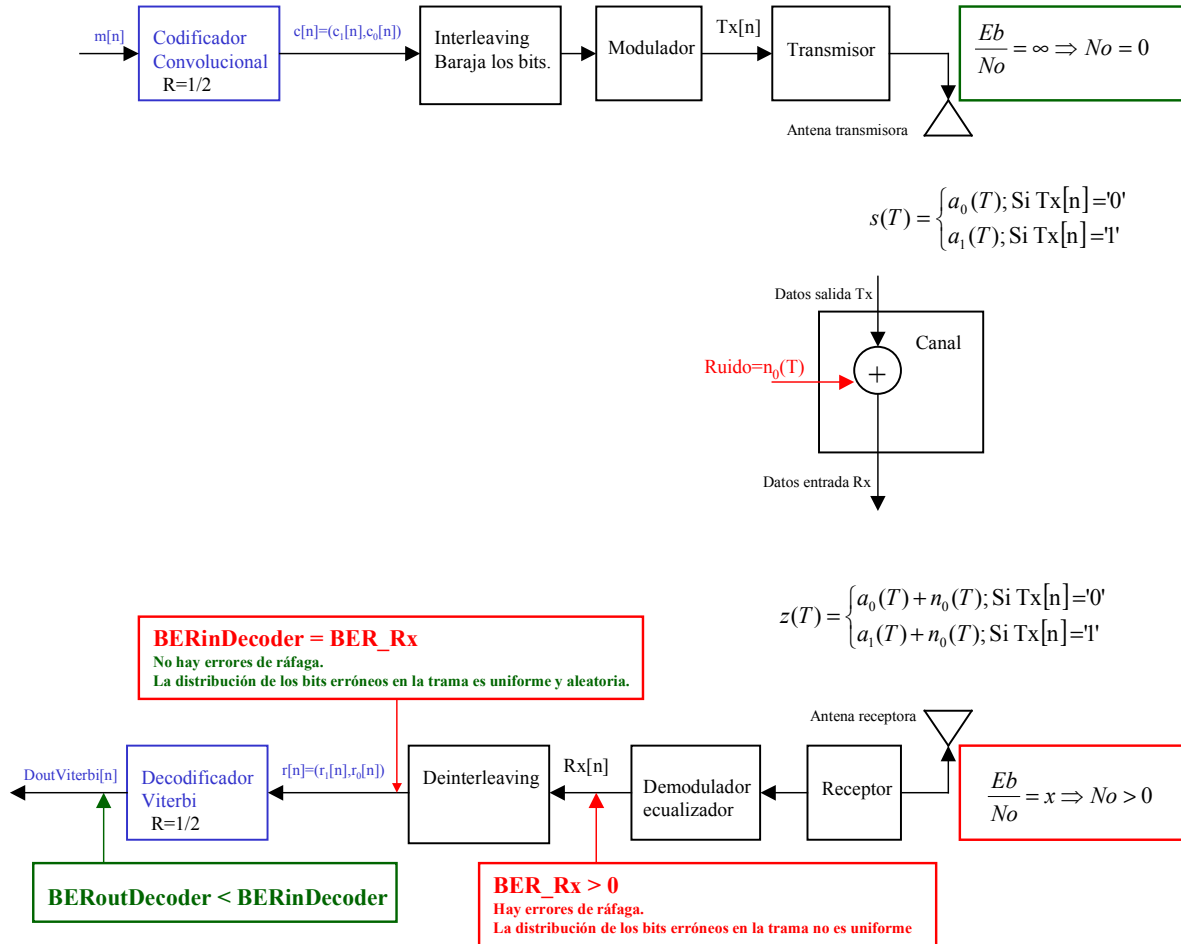 m[n]
Codificador
Convolucional
R=1/2
c[n]=(c₁[n],c₀[n])
Interleaving
Baraja los bits.
Modulador
Tx[n]
Transmisor
Antena transmisora
Eb/No = ∞ ⇒ No = 0
s(T) = { a₀(T); Si Tx[n] ='0'
a₁(T); Si Tx[n] ='1'
Datos salida Tx
Canal
Ruido=n₀(T)
+
Datos entrada Rx
z(T) = { a₀(T) + n₀(T); Si Tx[n] ='0'
a₁(T) + n₀(T); Si Tx[n] ='1'
BERinDecoder = BER_Rx
No hay errores de ráfaga.
La distribución de los bits erróneos en la trama es uniforme y aleatoria.
Antena receptora
DoutViterbi[n]
Decodificador
Viterbi
R=1/2
r[n]=(r₁[n],r₀[n])
Deinterleaving
Rx[n]
Demodulador
ecualizador
Receptor
Eb/No = x ⇒ No > 0
BERoutDecoder < BERinDecoder
BER_Rx > 0
Hay errores de ráfaga.
La distribución de los bits erróneos en la trama no es uniforme